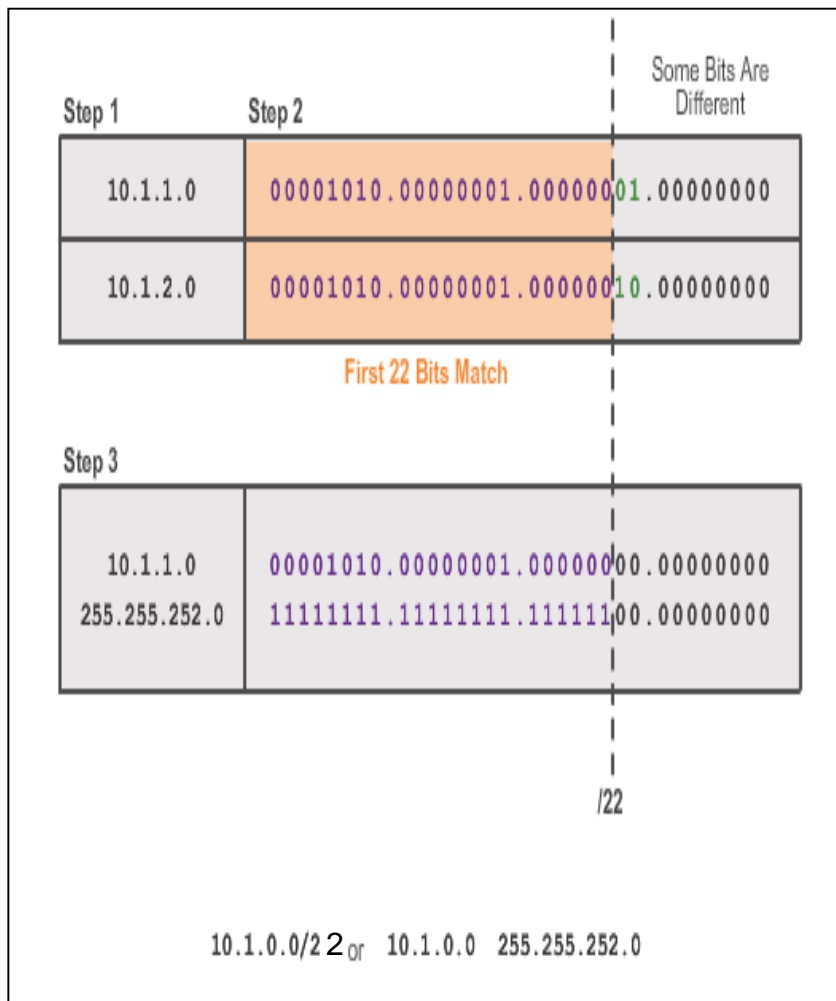 Some Bits Are
Different
Step 1 Step 2
10.1.1.0 00001010.00000001.00000001.00000000
10.1.2.0 00001010.00000001.00000010.00000000
First 22 Bits Match
Step 3
10.1.1.0 00001010.00000001.00000000.00000000
255.255.252.0 11111111.11111111.11111100.00000000
/22
10.1.0.0/22 or 10.1.0.0 255.255.252.0